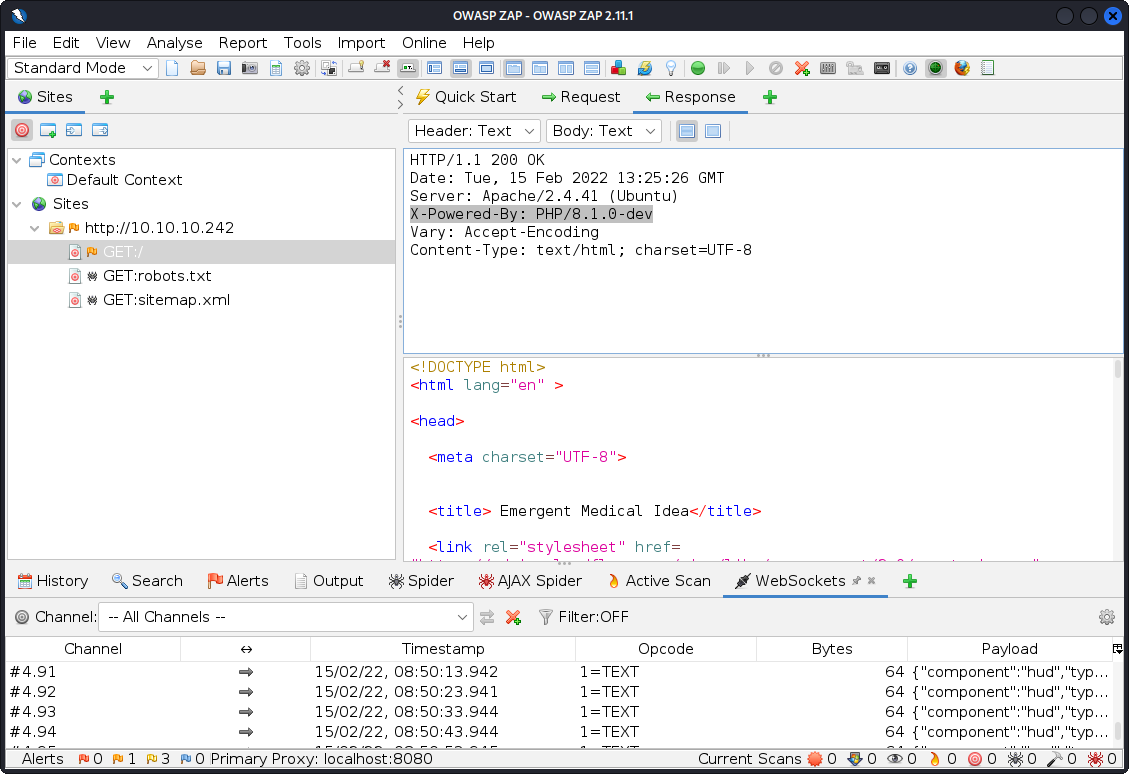 OWASP ZAP - OWASP ZAP 2.11.1
File Edit View Analyse Report Tools Import Online Help
Standard Mode
Sites
Quick Start Request Response
Header: Text Body: Text
Contexts
Default Context
Sites
http://10.10.10.242
GET:/
GET:robots.txt
GET:sitemap.xml
HTTP/1.1 200 OK
Date: Tue, 15 Feb 2022 13:25:26 GMT
Server: Apache/2.4.41 (Ubuntu)
X-Powered-By: PHP/8.1.0-dev
Vary: Accept-Encoding
Content-Type: text/html; charset=UTF-8
<!DOCTYPE html>
<html lang="en" >
<head>
<meta charset="UTF-8">
<title> Emergent Medical Idea</title>
<link rel="stylesheet" href=
History Search Alerts Output Spider AJAX Spider Active Scan WebSockets
Channel: -- All Channels -- Filter:OFF
Channel ↔ Timestamp Opcode Bytes Payload
#4.91 → 15/02/22, 08:50:13.942 1=TEXT 64 {"component":"hud","typ...
#4.92 → 15/02/22, 08:50:23.941 1=TEXT 64 {"component":"hud","typ...
#4.93 → 15/02/22, 08:50:33.944 1=TEXT 64 {"component":"hud","typ...
#4.94 → 15/02/22, 08:50:43.944 1=TEXT 64 {"component":"hud","typ...
Alerts 0 1 3 0 Primary Proxy: localhost:8080 Current Scans 0 0 0 0 0 0 0 0